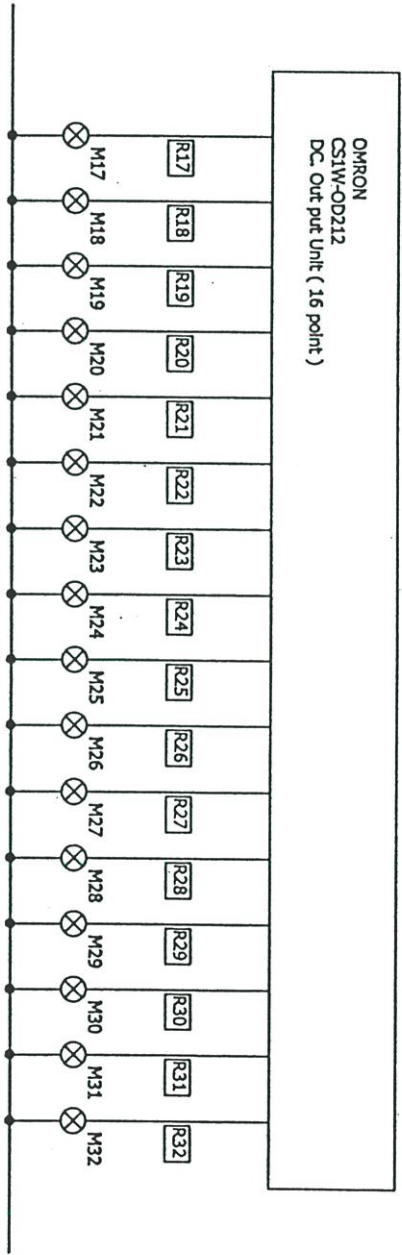 OMRON
CS1W-OD212
DC. Out put Unit ( 16 point )
R17
R18
R19
R20
R21
R22
R23
R24
R25
R26
R27
R28
R29
R30
R31
R32
M17
M18
M19
M20
M21
M22
M23
M24
M25
M26
M27
M28
M29
M30
M31
M32